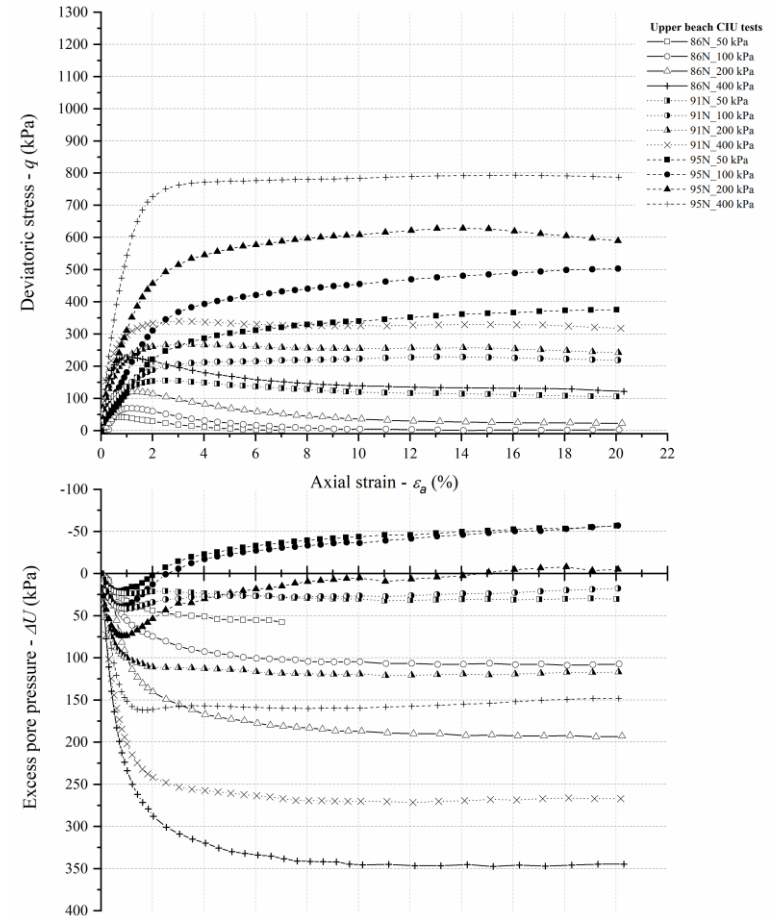 1300
1200
1100
1000
900
800
700
600
500
400
300
200
100
0
Deviatoric stress - q (kPa)
Upper beach CIU tests
86N_50 kPa
86N_100 kPa
86N_200 kPa
86N_400 kPa
91N_50 kPa
91N_100 kPa
91N_200 kPa
91N_400 kPa
95N_50 kPa
95N_100 kPa
95N_200 kPa
95N_400 kPa
0 2 4 6 8 10 12 14 16 18 20 22
Axial strain - εa (%)
-100
-50
0
50
100
150
200
250
300
350
400
Excess pore pressure - ΔU (kPa)